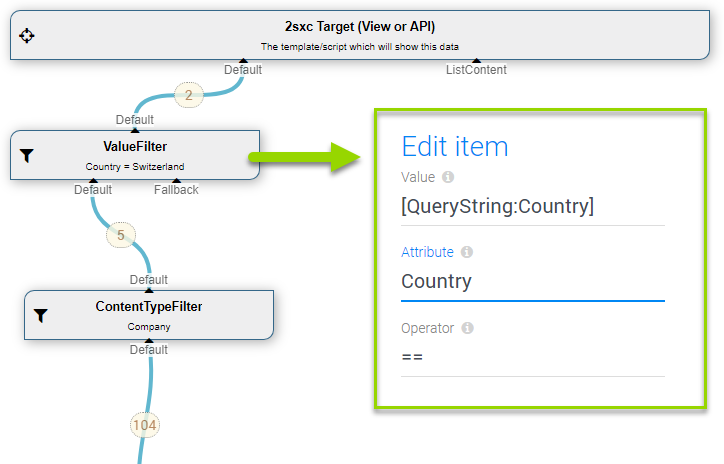 2sxc Target (View or API)
The template/script which will show this data
Default
ListContent
2
Default
ValueFilter
Country = Switzerland
Default
Fallback
5
Default
ContentTypeFilter
Company
Default
104
Edit item
Value
[QueryString:Country]
Attribute
Country
Operator
==